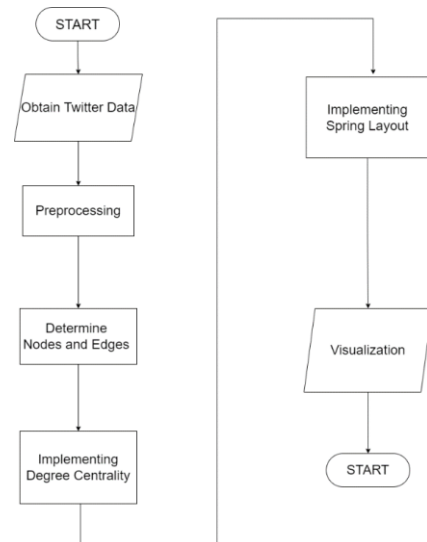 START
Obtain Twitter Data
Preprocessing
Determine
Nodes and Edges
Implementing
Degree Centrality
Implementing
Spring Layout
Visualization
START